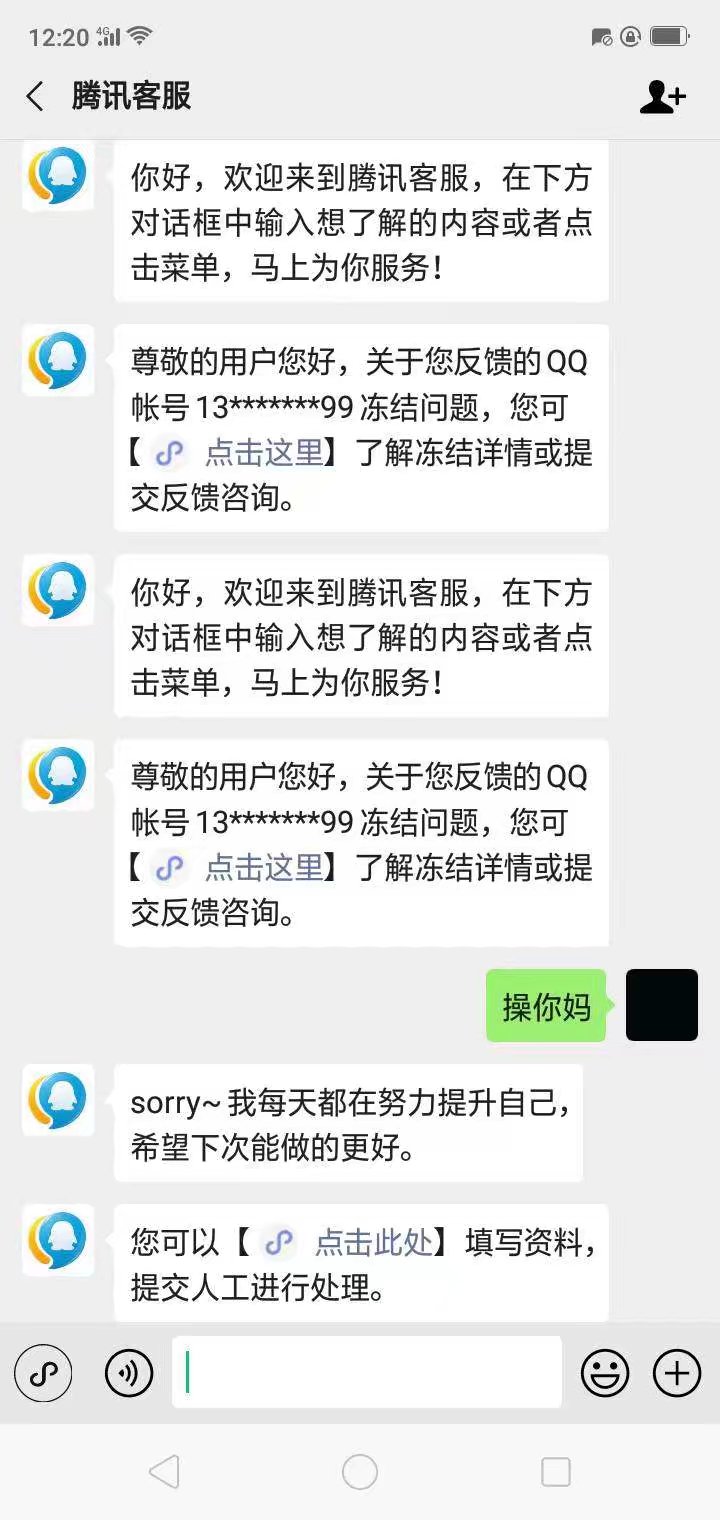 12:20 4G
腾讯客服
你好，欢迎来到腾讯客服，在下方
对话框中输入想了解的内容或者点
击菜单，马上为你服务！
尊敬的用户您好，关于您反馈的QQ
帐号13*******99冻结问题，您可
【 点击这里】了解冻结详情或提
交反馈咨询。
你好，欢迎来到腾讯客服，在下方
对话框中输入想了解的内容或者点
击菜单，马上为你服务！
尊敬的用户您好，关于您反馈的QQ
帐号13*******99冻结问题，您可
【 点击这里】了解冻结详情或提
交反馈咨询。
操你妈
sorry~我每天都在努力提升自己，
希望下次能做的更好。
您可以【 点击此处】填写资料，
提交人工进行处理。